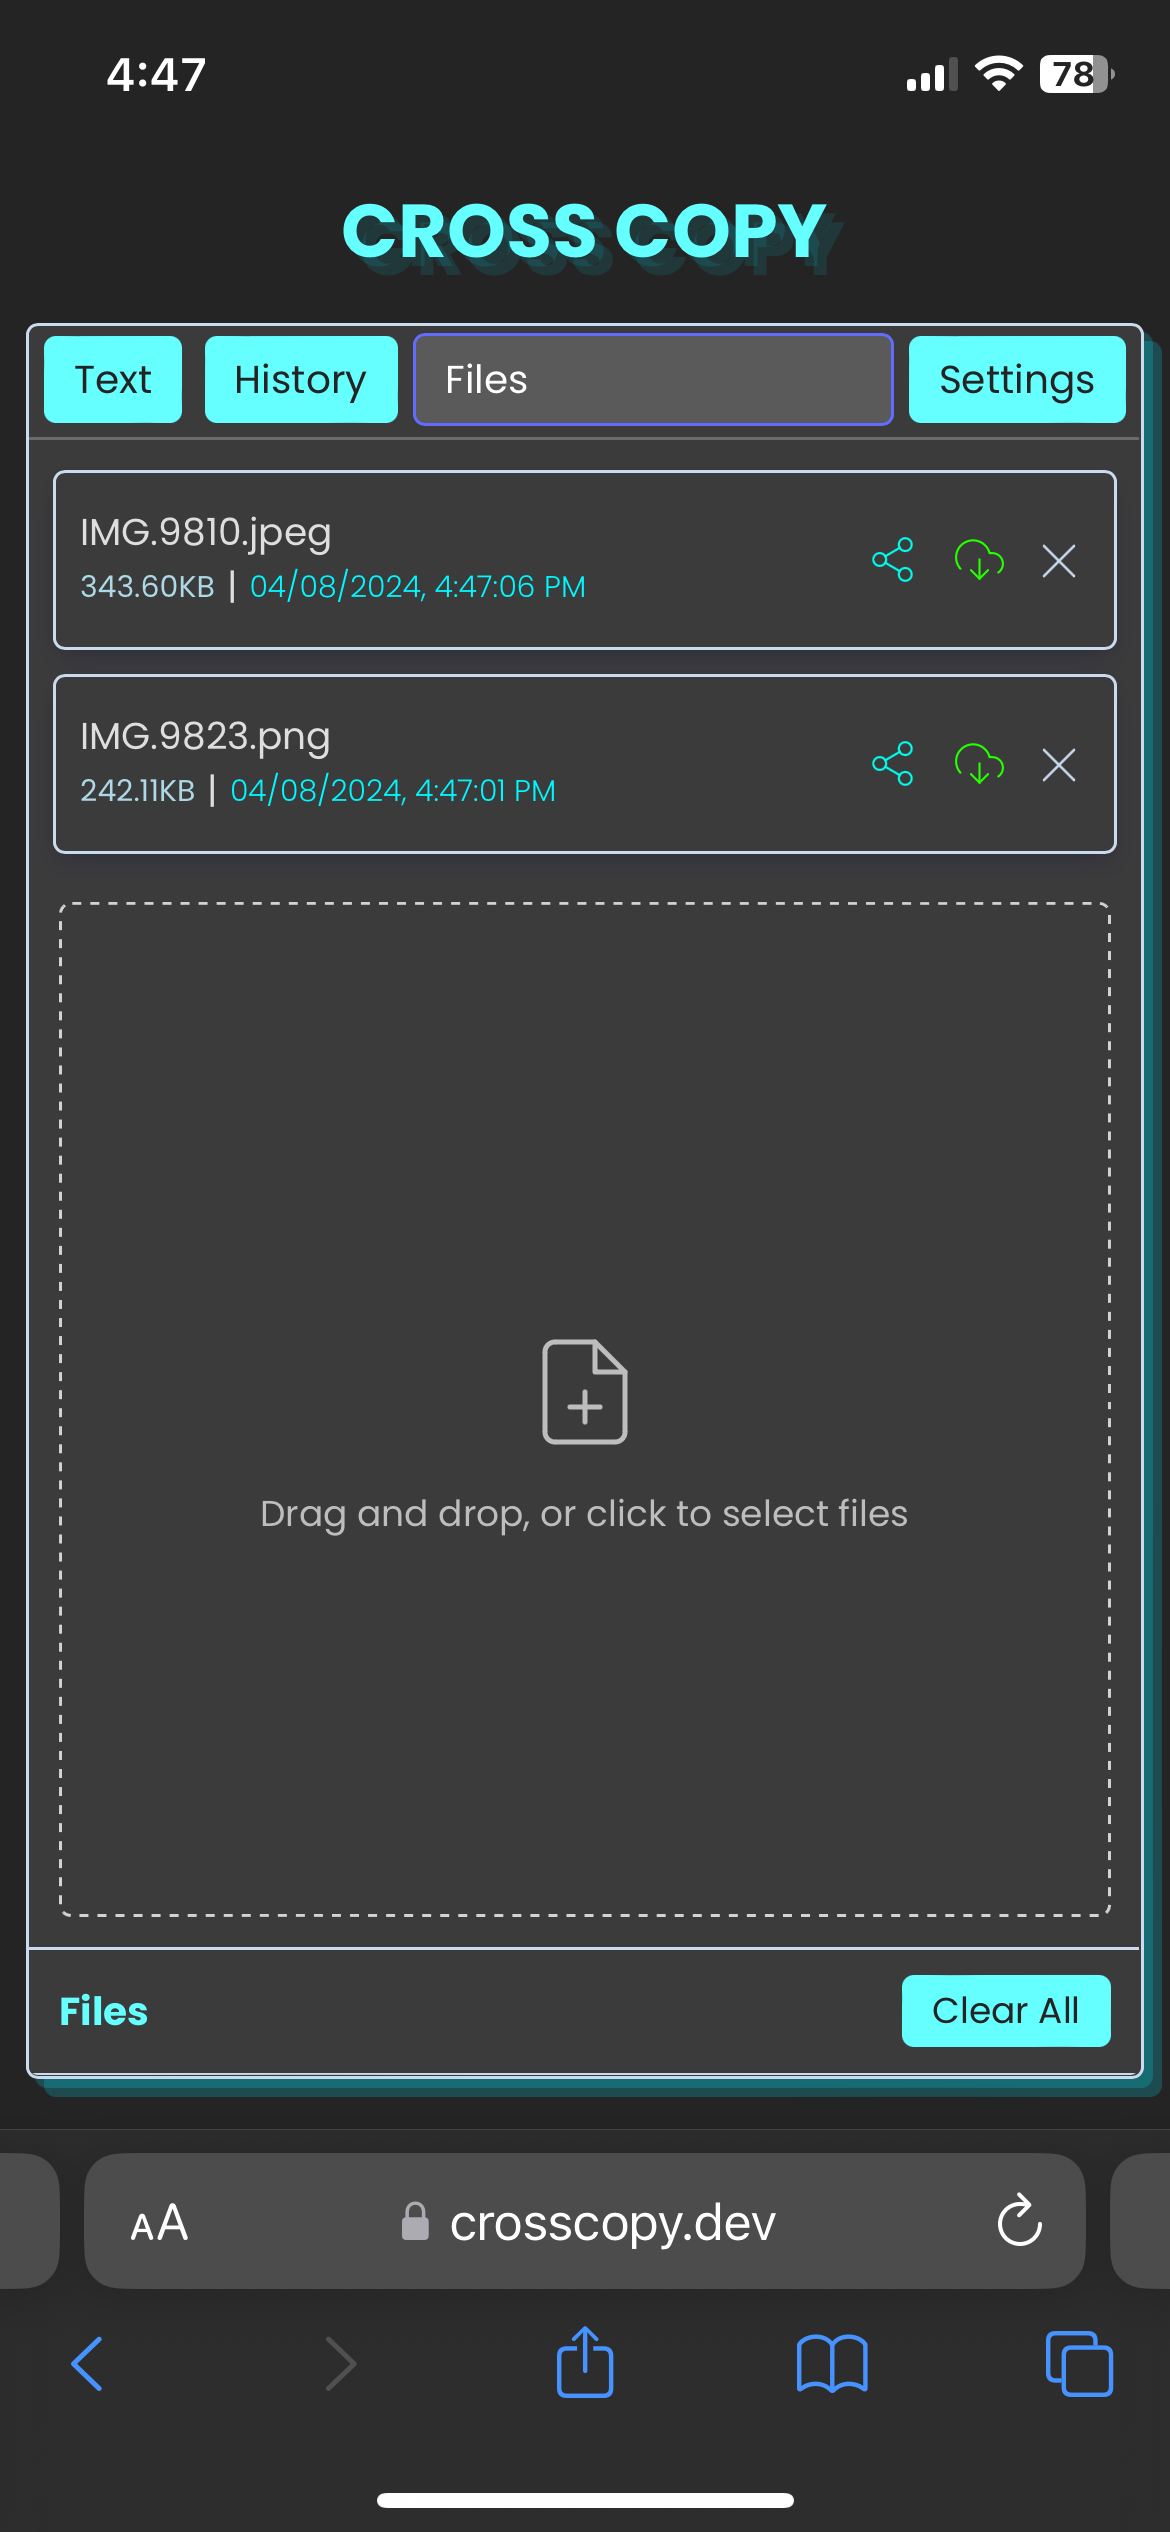 4:47
78
CROSS COPY
Text
History
Files
Settings
IMG.9810.jpeg
343.60KB | 04/08/2024, 4:47:06 PM
IMG.9823.png
242.11KB | 04/08/2024, 4:47:01 PM
Drag and drop, or click to select files
Files
Clear All
AA
crosscopy.dev